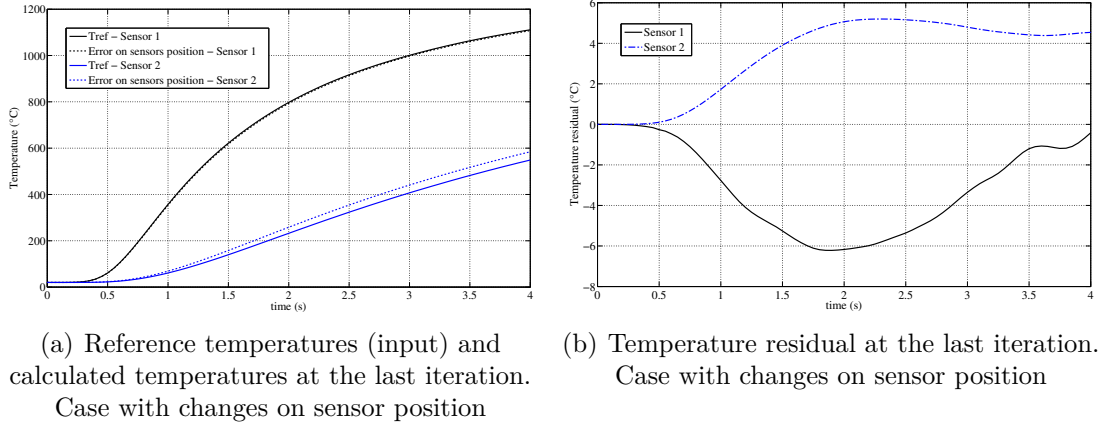 1200
1000
800
600
400
200
0
Temperature (°C)
Tref – Sensor 1
Error on sensors position – Sensor 1
Tref – Sensor 2
Error on sensors position – Sensor 2
0 0.5 1 1.5 2 2.5 3 3.5 4
time (s)
(a) Reference temperatures (input) and
calculated temperatures at the last iteration.
Case with changes on sensor position
6
4
2
0
−2
−4
−6
−8
Temperature residual (°C)
Sensor 1
Sensor 2
0 0.5 1 1.5 2 2.5 3 3.5 4
time (s)
(b) Temperature residual at the last iteration.
Case with changes on sensor position